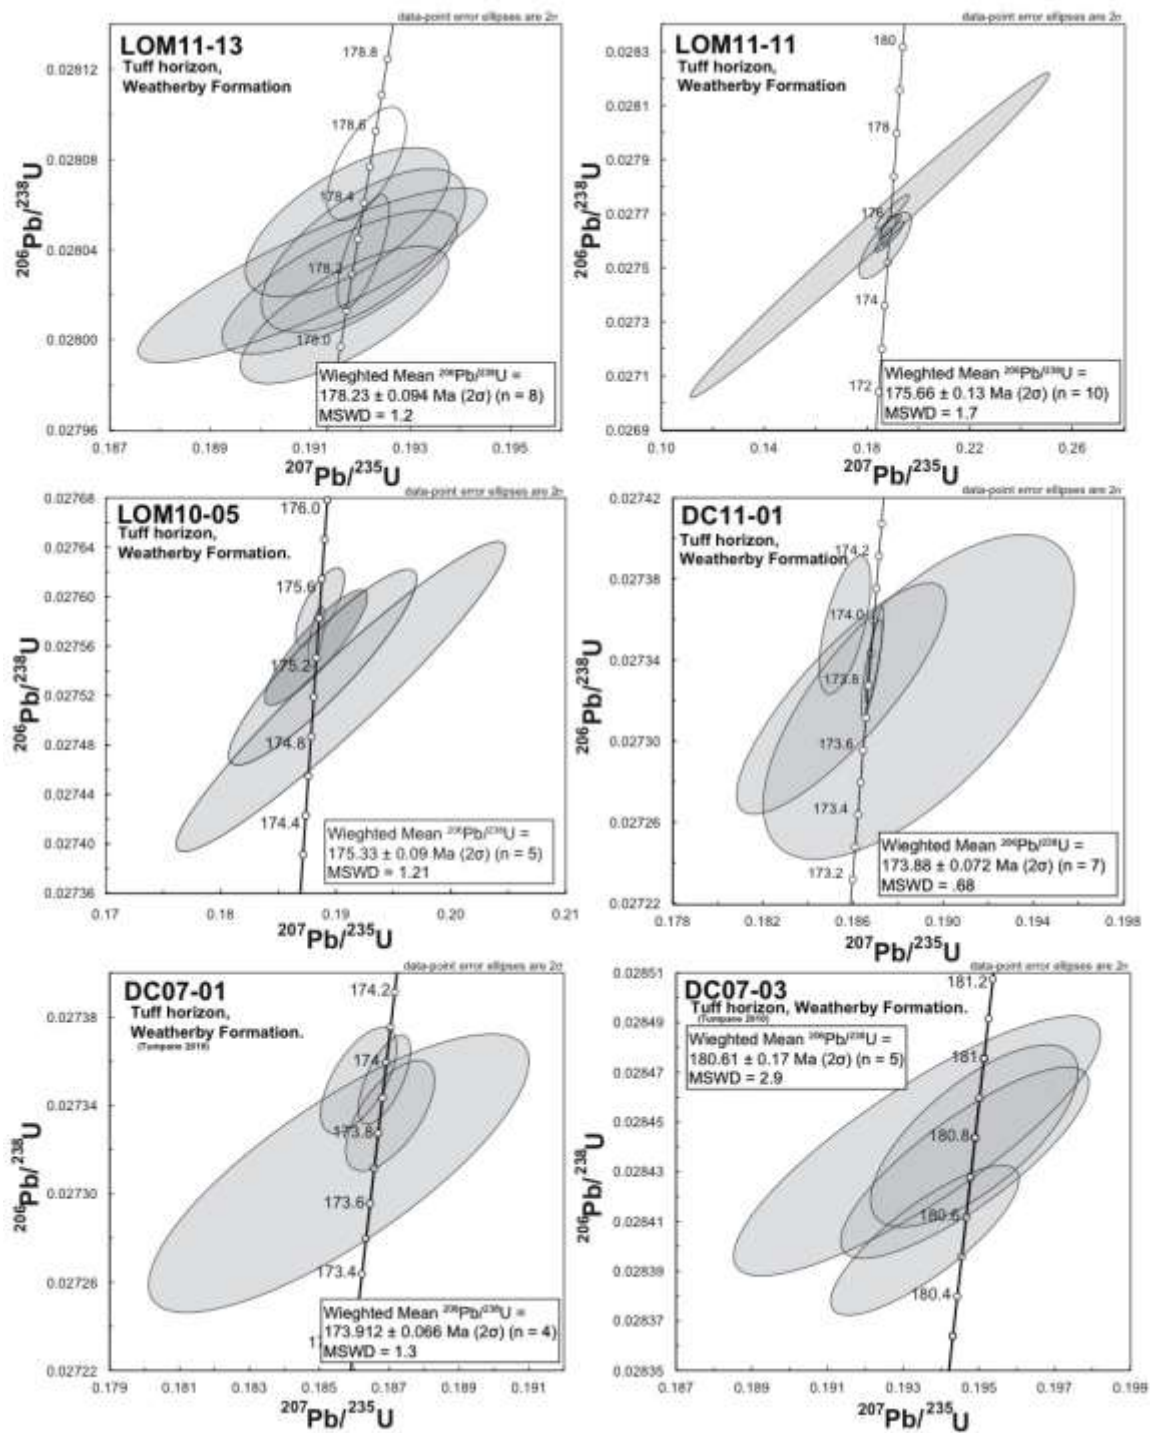 data-point error ellipses are 2σ
LOM11-13
Tuff horizon,
Weatherby Formation
178.8
178.6
178.4
178.2
178.0
0.02812
0.02808
0.02804
0.02800
0.02796
206Pb/238U
Wieghted Mean 206Pb/238U =
178.23 ± 0.094 Ma (2σ) (n = 8)
MSWD = 1.2
0.187
0.189
0.191
0.193
0.195
207Pb/235U
data-point error ellipses are 2σ
LOM11-11
Tuff horizon,
Weatherby Formation
180
178
176
174
172
0.0283
0.0281
0.0279
0.0277
0.0275
0.0273
0.0271
0.0269
206Pb/238U
Wieghted Mean 206Pb/238U =
175.66 ± 0.13 Ma (2σ) (n = 10)
MSWD = 1.7
0.10
0.14
0.18
0.22
0.26
207Pb/235U
data-point error ellipses are 2σ
LOM10-05
Tuff horizon,
Weatherby Formation.
176.0
175.6
175.2
174.8
174.4
0.02768
0.02764
0.02760
0.02756
0.02752
0.02748
0.02744
0.02740
0.02736
206Pb/238U
Wieghted Mean 206Pb/238U =
175.33 ± 0.09 Ma (2σ) (n = 5)
MSWD = 1.21
0.17
0.18
0.19
0.20
0.21
207Pb/235U
data-point error ellipses are 2σ
DC11-01
Tuff horizon,
Weatherby Formation
174.2
174.0
173.8
173.6
173.4
173.2
0.02742
0.02738
0.02734
0.02730
0.02726
0.02722
206Pb/238U
Wieghted Mean 206Pb/238U =
173.88 ± 0.072 Ma (2σ) (n = 7)
MSWD = .68
0.178
0.182
0.186
0.190
0.194
0.198
207Pb/235U
data-point error ellipses are 2σ
DC07-01
Tuff horizon,
Weatherby Formation.
(Tumpane 2010)
174.2
174
173.8
173.6
173.4
0.02738
0.02734
0.02730
0.02726
0.02722
206Pb/238U
Wieghted Mean 206Pb/238U =
173.912 ± 0.066 Ma (2σ) (n = 4)
MSWD = 1.3
0.179
0.181
0.183
0.185
0.187
0.189
0.191
207Pb/235U
data-point error ellipses are 2σ
DC07-03
Tuff horizon, Weatherby Formation.
(Tumpane 2010)
Wieghted Mean 206Pb/238U =
180.61 ± 0.17 Ma (2σ) (n = 5)
MSWD = 2.9
181.2
181
180.8
180.6
180.4
0.02851
0.02849
0.02847
0.02845
0.02843
0.02841
0.02839
0.02837
0.02835
206Pb/238U
0.187
0.189
0.191
0.193
0.195
0.197
0.199
207Pb/235U